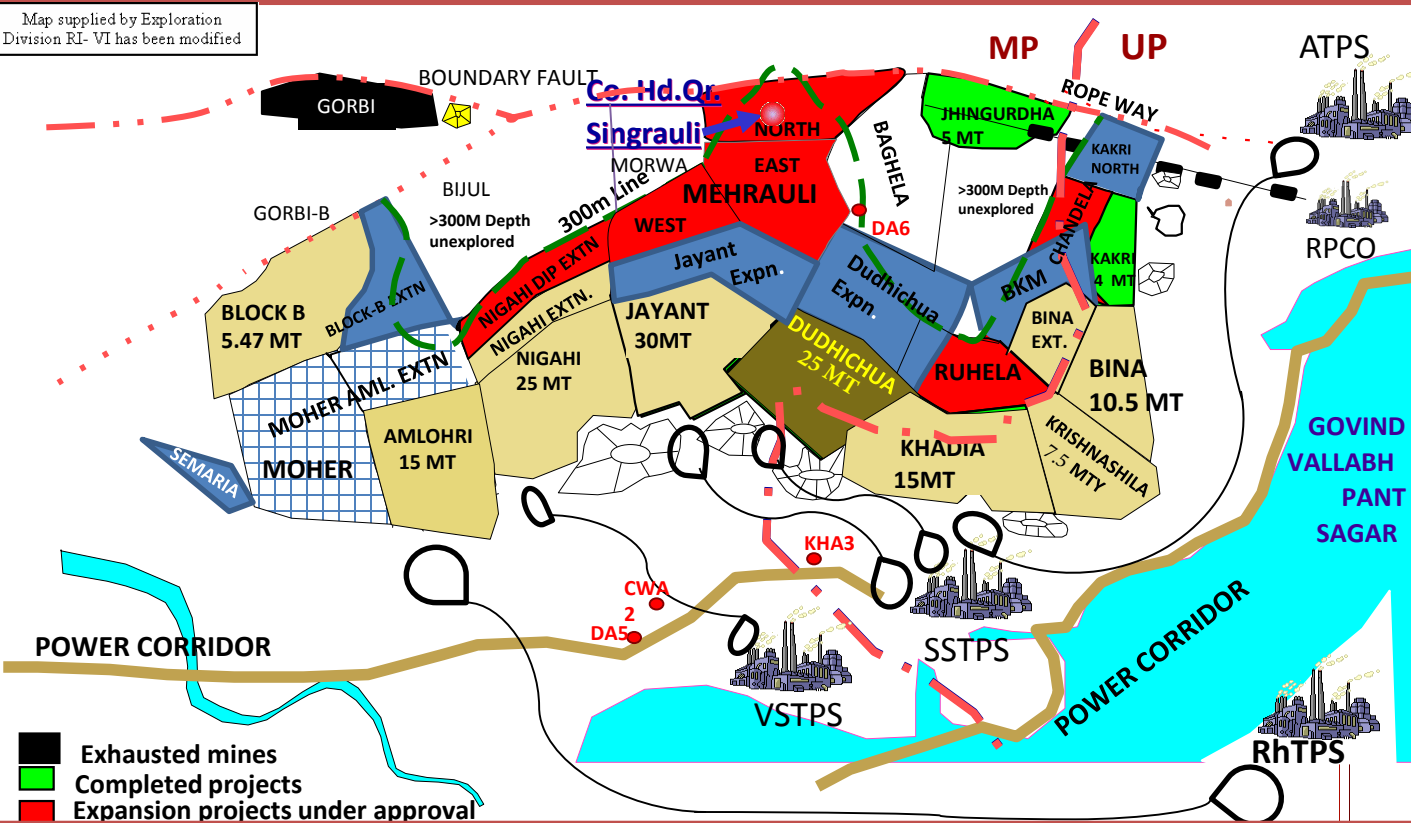 Map supplied by Exploration
Division RI- VI has been modified
MP
UP
ATPS
BOUNDARY FAULT
GORBI
Co. Hd.Qr.
Singrauli
NORTH
ROPE WAY
JHINGURDHA
5 MT
KAKRI
NORTH
MORWA
EAST
MEHRAULI
BAGHELA
BIJUL
>300M Depth
unexplored
300m Line
>300M Depth
unexplored
CHANDELA
GORBI-B
WEST
DA6
RPCO
KAKRI
4 MT
NIGAHI DIP EXTN
Jayant
Expn.
Dudhichua
Expn.
BKM
BLOCK B
5.47 MT
BLOCK-B EXTN
NIGAHI EXTN.
JAYANT
30MT
BINA
EXT.
DUDHICHUA
25 MT
NIGAHI
25 MT
RUHELA
BINA
10.5 MT
MOHER AML. EXTN
AMLOHRI
15 MT
KHADIA
15MT
KRISHNASHILA
7.5 MTY
GOVIND
VALLABH
PANT
SAGAR
SEMARIA
MOHER
KHA3
CWA
2
DA5
POWER CORRIDOR
SSTPS
POWER CORRIDOR
VSTPS
RhTPS
Exhausted mines
Completed projects
Expansion projects under approval